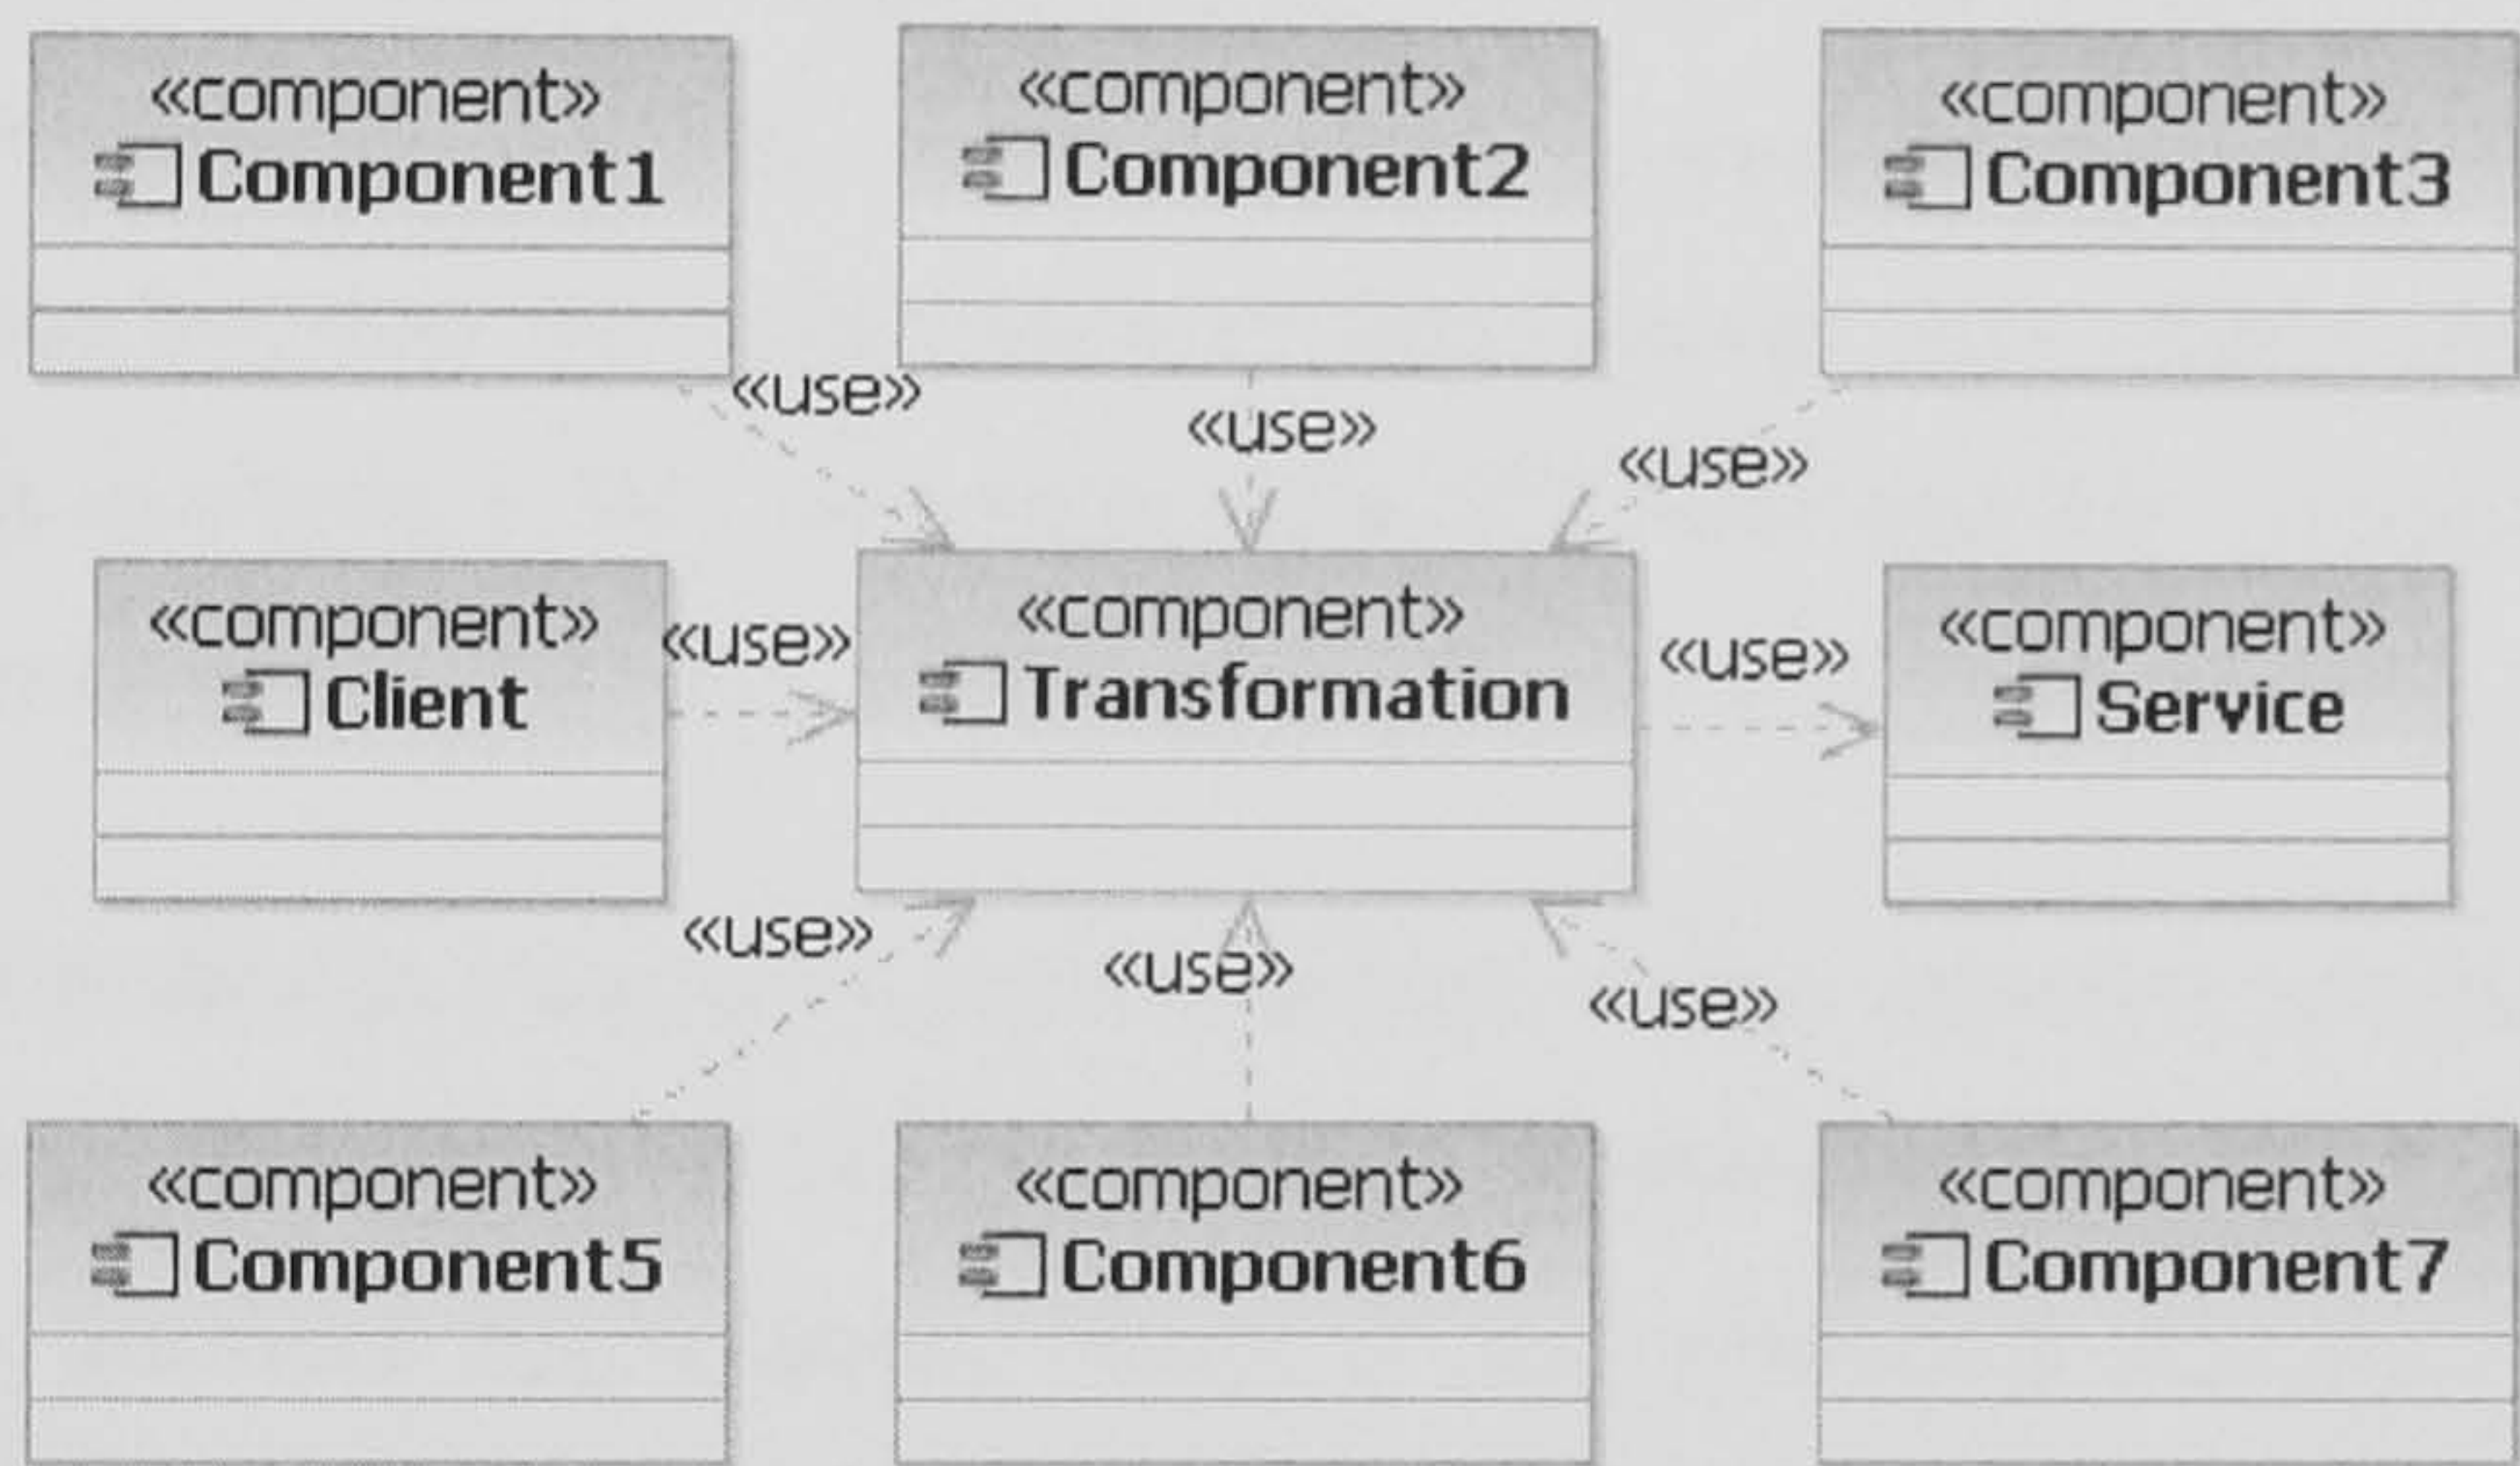 «component»
Component1
«component»
Component2
«component»
Component3
«use»
«use»
«use»
«component»
Client
«use»
«component»
Transformation
«use»
«component»
Service
«use»
«use»
«use»
«component»
Component5
«component»
Component6
«component»
Component7